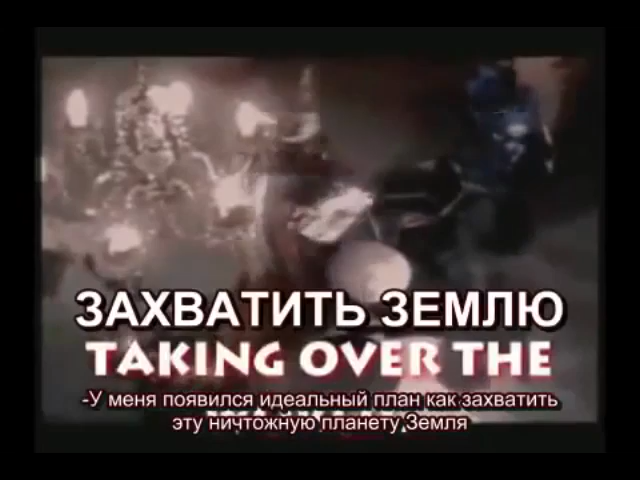 ЗАХВАТИТЬ ЗЕМЛЮ
TAKING OVER THE
-У меня появился идеальный план как захватить
эту ничтожную планету Земля